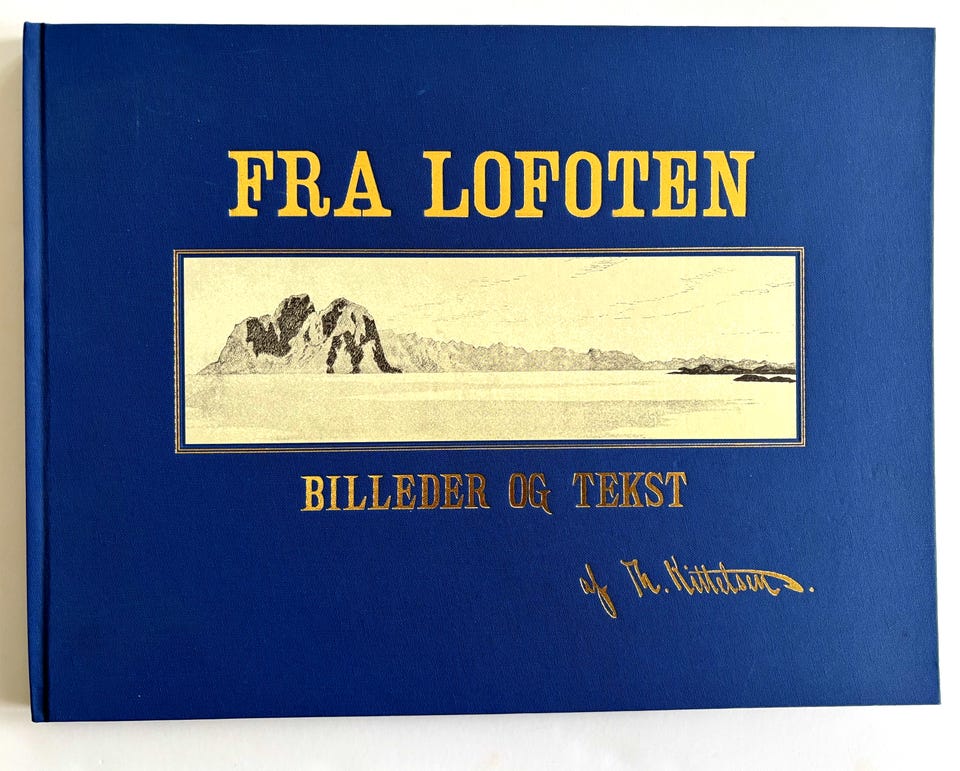 FRA LOFOTEN
BILLEDER OG TEKST
af Th. Kittelsen.